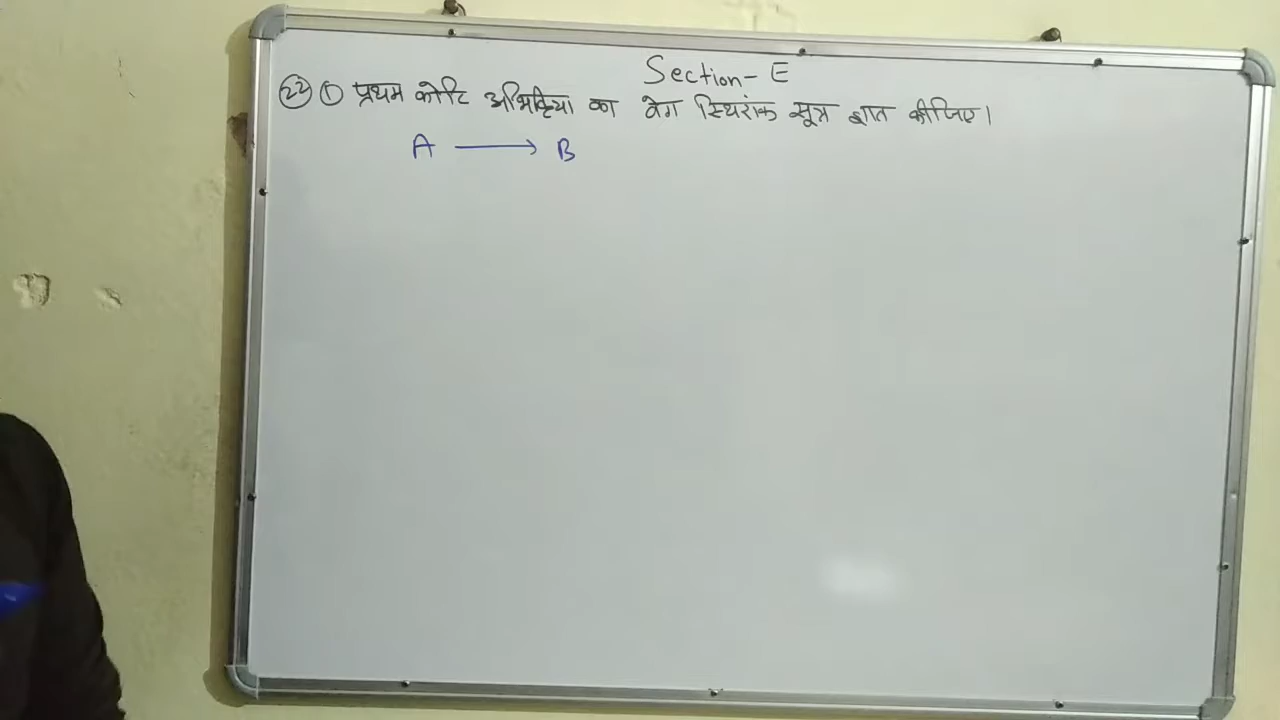 Section - E
(22) (1) प्रथम कोटि अभिक्रिया का वेग स्थिरांक सूत्र ज्ञात कीजिए।
A ⟶ B